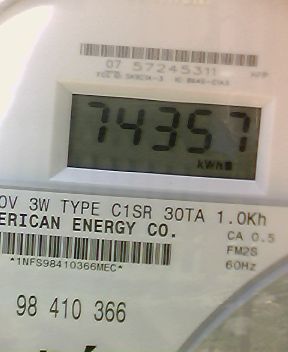 07 57245311
74357
kWh
0V 3W TYPE C1SR 30TA 1.0Kh
ERICAN ENERGY CO.
CA 0.5
FM2S
60Hz
*1NFS98410366MEC*
98 410 366